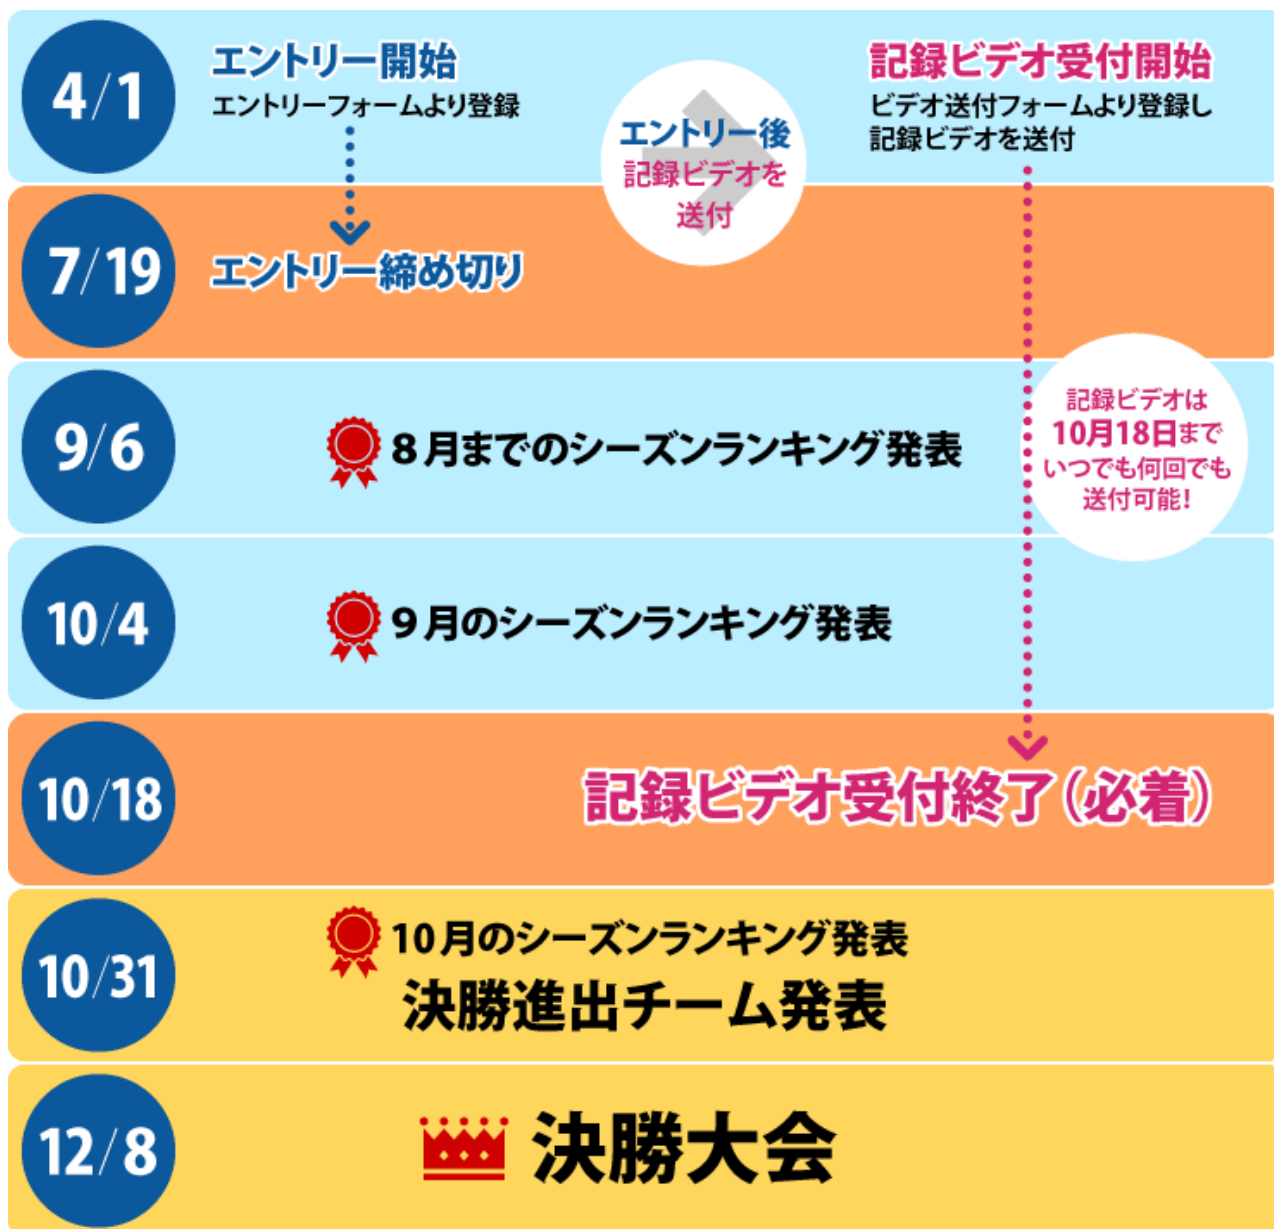 4/1
エントリー開始
エントリーフォームより登録
エントリー後
記録ビデオを
送付
記録ビデオ受付開始
ビデオ送付フォームより登録し
記録ビデオを送付
7/19
エントリー締め切り
9/6
8月までのシーズンランキング発表
記録ビデオは
10月18日まで
いつでも何回でも
送付可能!
10/4
9月のシーズンランキング発表
10/18
記録ビデオ受付終了(必着)
10/31
10月のシーズンランキング発表
決勝進出チーム発表
12/8
決勝大会